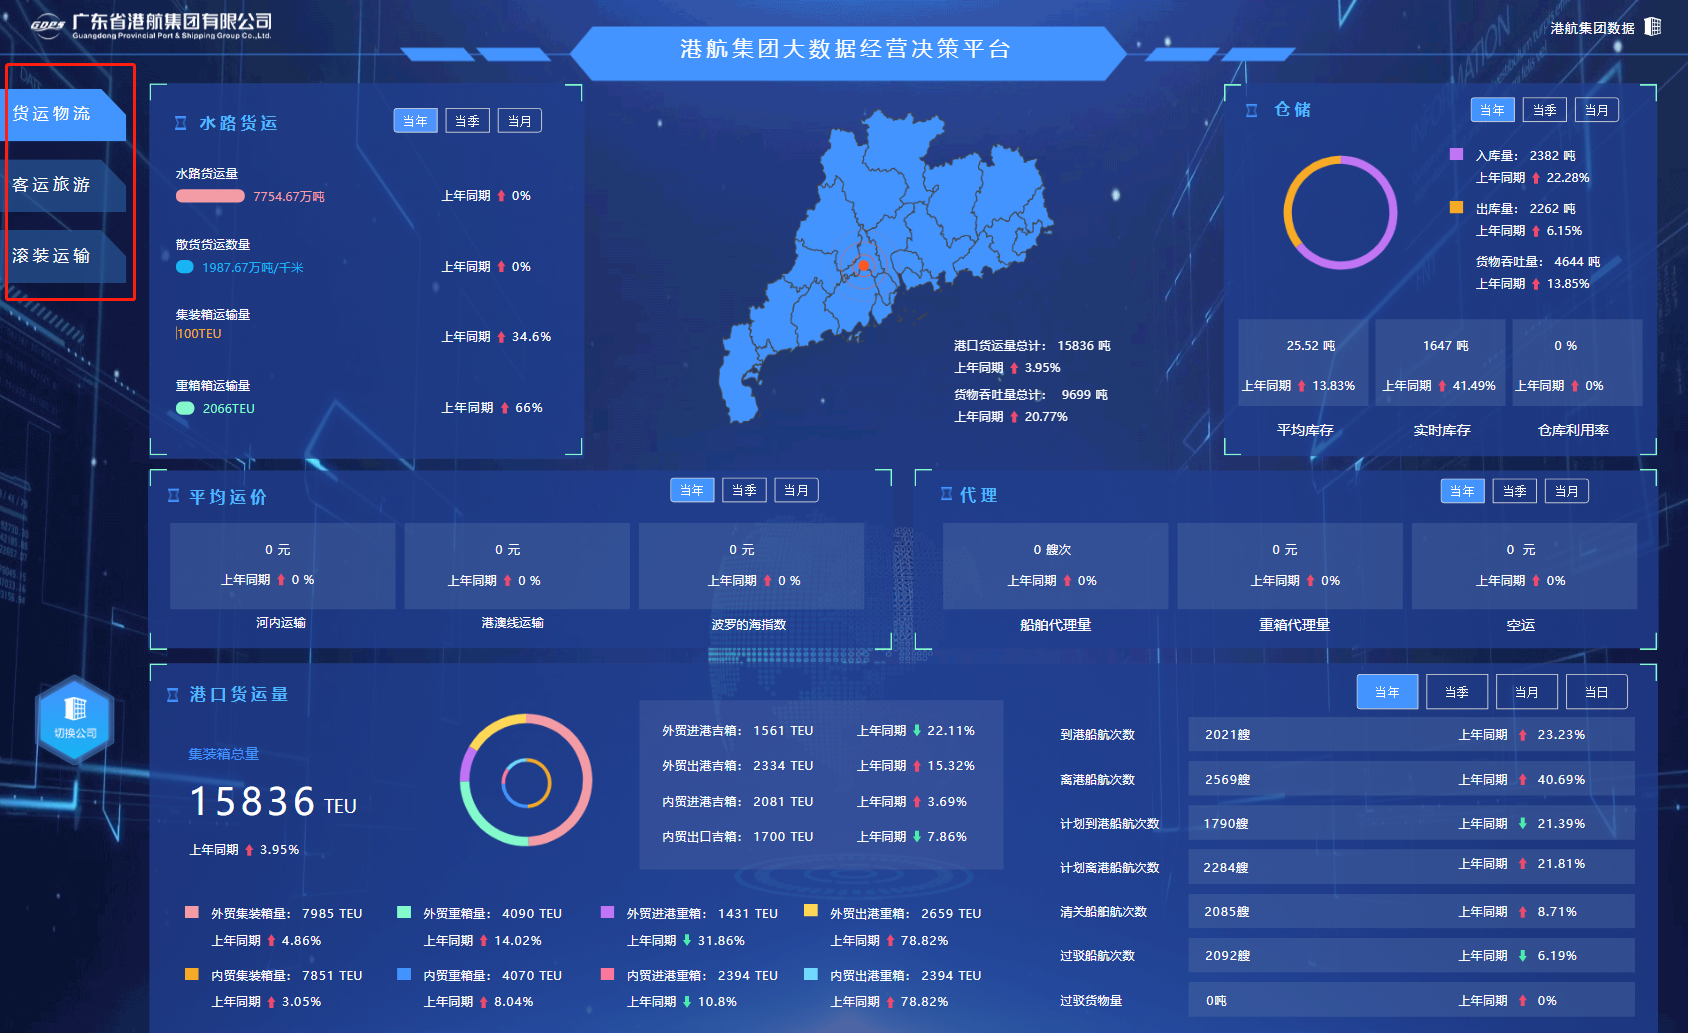 GDPS 广东省港航集团有限公司
Guangdong Provincial Port & Shipping Group Co.,Ltd.
港航集团大数据经营决策平台
港航集团数据
货运物流
客运旅游
滚装运输
切换公司
水路货运
当年 当季 当月
水路货运量
7754.67万吨
上年同期 0%
散货货运数量
1987.67万吨/千米
上年同期 0%
集装箱运输量
100TEU
上年同期 34.6%
重箱箱运输量
2066TEU
上年同期 66%
港口货运量总计： 15836 吨
上年同期 3.95%
货物吞吐量总计： 9699 吨
上年同期 20.77%
仓储
当年 当季 当月
入库量： 2382 吨
上年同期 22.28%
出库量： 2262 吨
上年同期 6.15%
货物吞吐量： 4644 吨
上年同期 13.85%
25.52 吨 1647 吨 0 %
上年同期 13.83% 上年同期 41.49% 上年同期 0%
平均库存 实时库存 仓库利用率
平均运价
当年 当季 当月
0 元 0 元 0 元
上年同期 0 % 上年同期 0 % 上年同期 0 %
河内运输 港澳线运输 波罗的海指数
代理
当年 当季 当月
0 艘次 0 元 0 元
上年同期 0% 上年同期 0% 上年同期 0%
船舶代理量 重箱代理量 空运
港口货运量
当年 当季 当月 当日
集装箱总量
15836 TEU
上年同期 3.95%
外贸进港吉箱： 1561 TEU 上年同期 22.11%
外贸出港吉箱： 2334 TEU 上年同期 15.32%
内贸进港吉箱： 2081 TEU 上年同期 3.69%
内贸出口吉箱： 1700 TEU 上年同期 7.86%
外贸集装箱量： 7985 TEU 外贸重箱量： 4090 TEU 外贸进港重箱： 1431 TEU 外贸出港重箱： 2659 TEU
上年同期 4.86% 上年同期 14.02% 上年同期 31.86% 上年同期 78.82%
内贸集装箱量： 7851 TEU 内贸重箱量： 4070 TEU 内贸进港重箱： 2394 TEU 内贸出港重箱： 2394 TEU
上年同期 3.05% 上年同期 8.04% 上年同期 10.8% 上年同期 78.82%
到港船航次数 2021艘 上年同期 23.23%
离港船航次数 2569艘 上年同期 40.69%
计划到港船航次数 1790艘 上年同期 21.39%
计划离港船航次数 2284艘 上年同期 21.81%
清关船舶航次数 2085艘 上年同期 8.71%
过驳船航次数 2092艘 上年同期 6.19%
过驳货物量 0吨 上年同期 0%